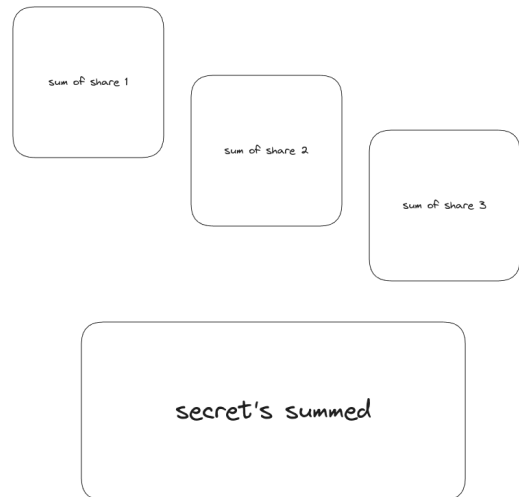 sum of share 1
sum of share 2
sum of share 3
secret's summed